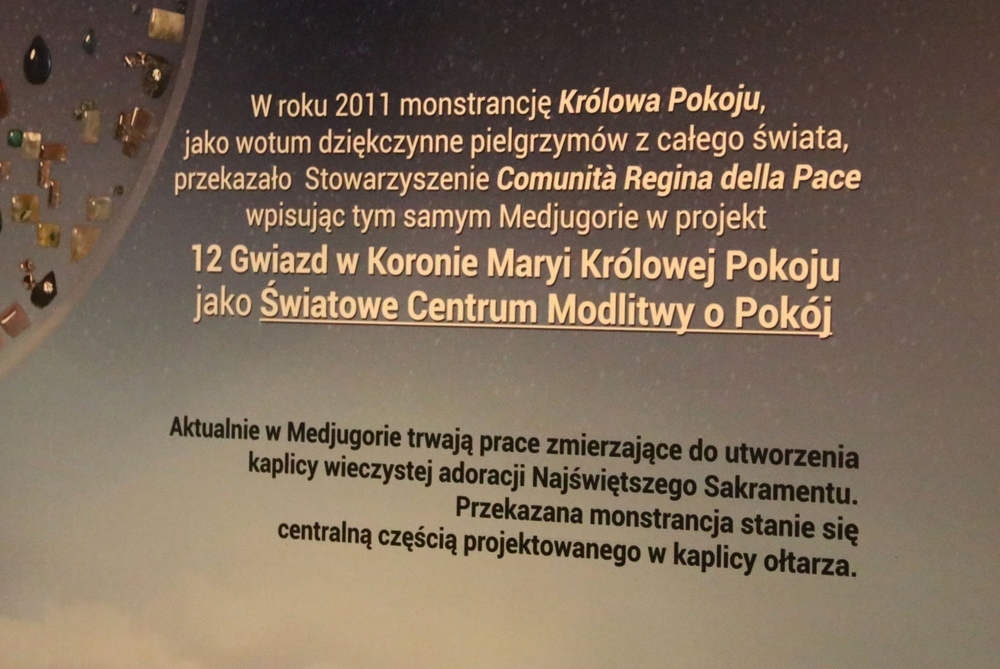 W roku 2011 monstrancję Królowa Pokoju,
jako wotum dziękczynne pielgrzymów z całego świata,
przekazało Stowarzyszenie Comunità Regina della Pace
wpisując tym samym Medjugorie w projekt
12 Gwiazd w Koronie Maryi Królowej Pokoju
jako Światowe Centrum Modlitwy o Pokój
Aktualnie w Medjugorie trwają prace zmierzające do utworzenia
kaplicy wieczystej adoracji Najświętszego Sakramentu.
Przekazana monstrancja stanie się
centralną częścią projektowanego w kaplicy ołtarza.